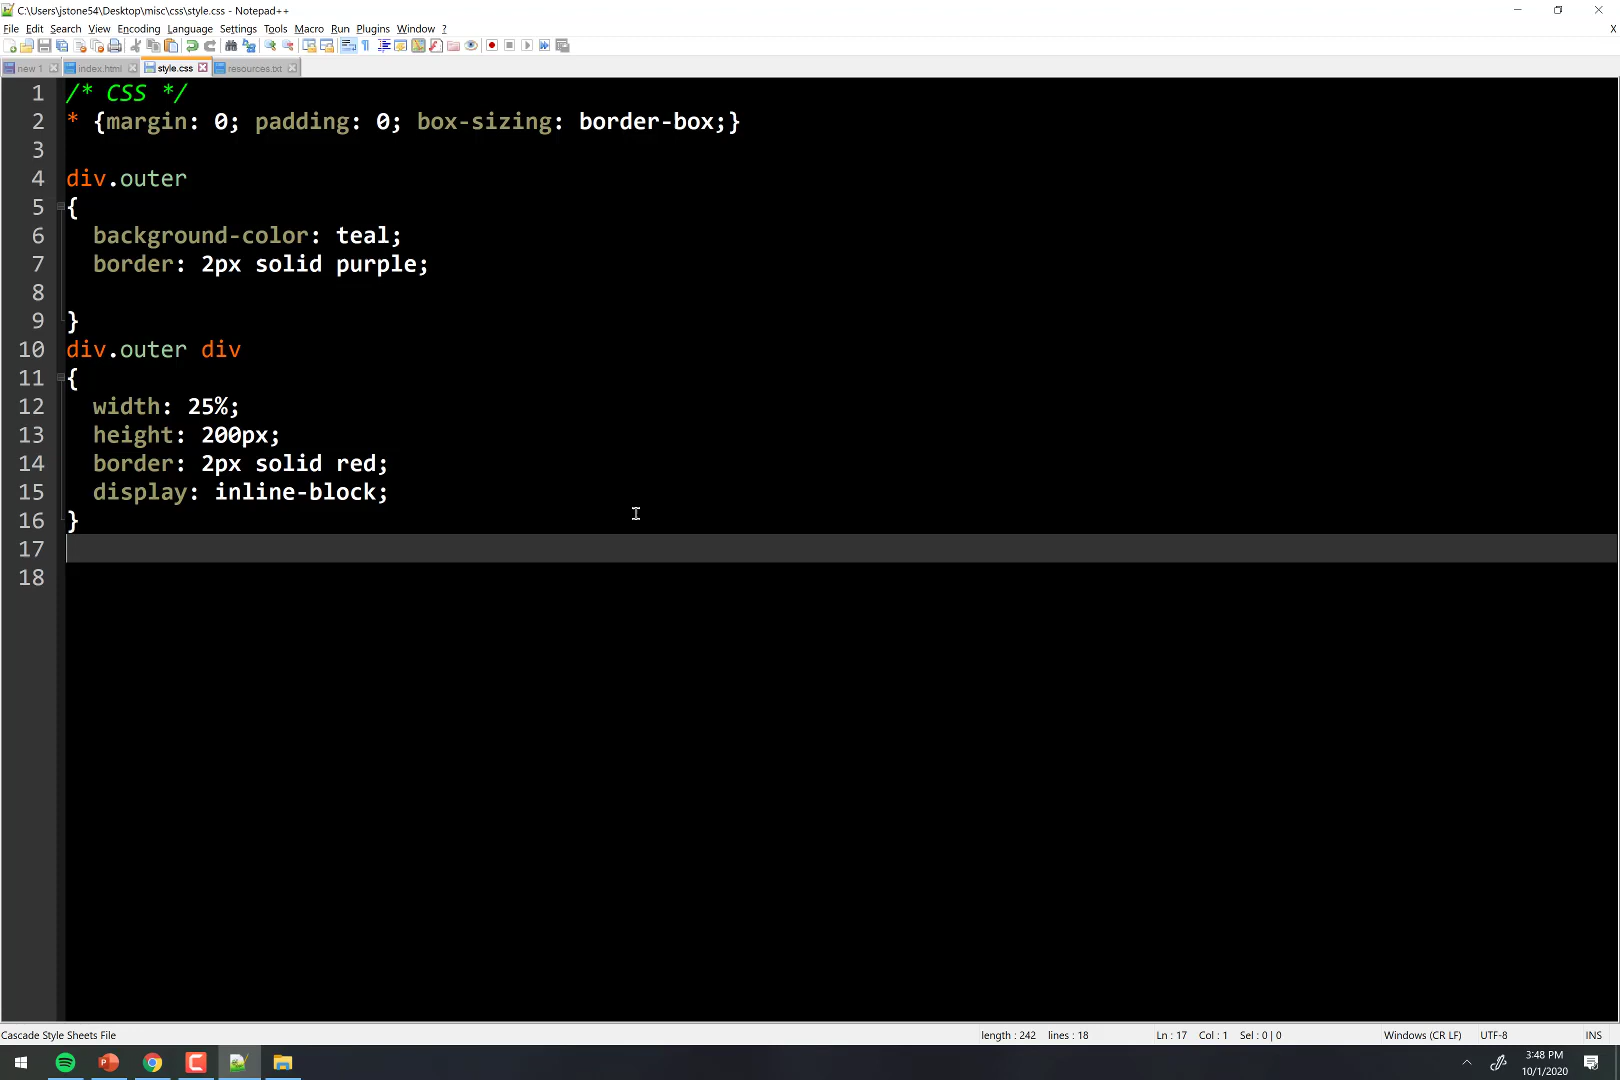 C:\Users\jstone54\Desktop\misc\css\style.css - Notepad++
File Edit Search View Encoding Language Settings Tools Macro Run Plugins Window ? X
new 1 index.html style.css resources.txt
1 /* CSS */
2 * {margin: 0; padding: 0; box-sizing: border-box;}
3
4 div.outer
5 {
6 background-color: teal;
7 border: 2px solid purple;
8
9 }
10 div.outer div
11 {
12 width: 25%;
13 height: 200px;
14 border: 2px solid red;
15 display: inline-block;
16 }
17
18
Cascade Style Sheets File length : 242 lines : 18 Ln : 17 Col : 1 Sel : 0 | 0 Windows (CR LF) UTF-8 INS
3:48 PM
10/1/2020